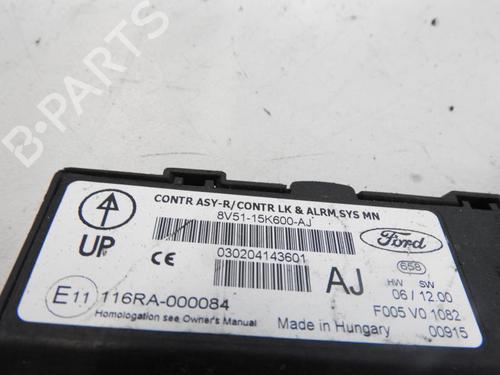 CONTR ASY-R/CONTR LK & ALRM,SYS MN
8V51-15K600-AJ
UP
CE
030204143601
AJ
Ford
658
HW SW
06 / 12.00
F005 V0 1082
00915
E11 116RA-000084
Homologation see Owner's Manual
Made in Hungary
B-PARTS